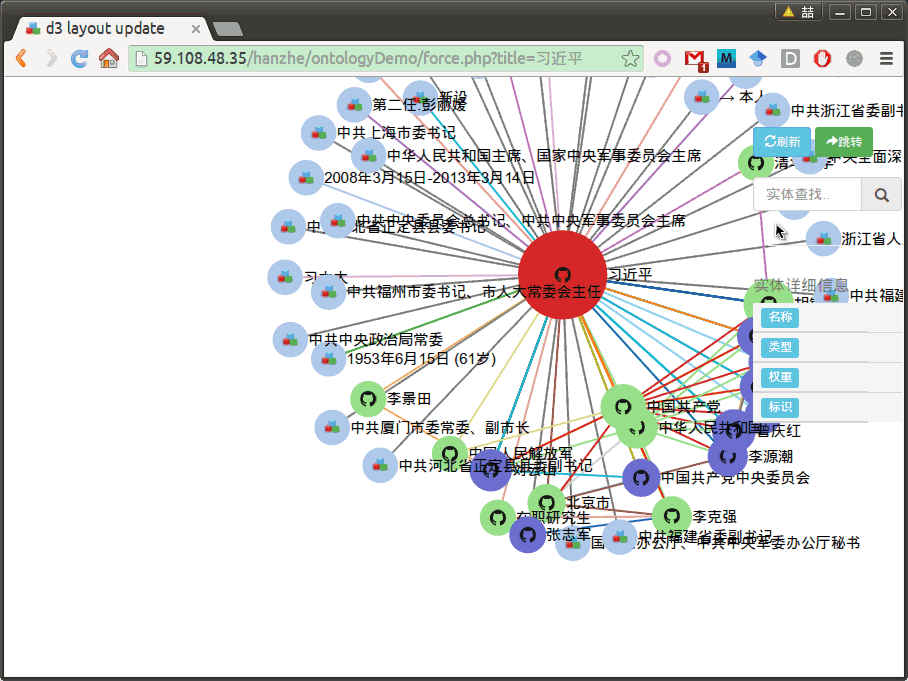 喆
d3 layout update
59.108.48.35/hanzhe/ontologyDemo/force.php?title=习近平
1
新设
→ 本人
第二任:彭丽媛
中共浙江省委副书
中共上海市委书记
刷新
跳转
中华人民共和国主席、国家中央军事委员会主席
中央全面深
2008年3月15日-2013年3月14日
实体查找..
中共中央委员会总书记、中共中央军事委员会主席
浙江省人
习近平
中共福州市委书记、市人大常委会主任
实体详细信息
中共福建
名称
中共中央政治局常委
类型
1953年6月15日 (61岁)
权重
李景田
中国共产党
标识
中共厦门市委常委、副市长
中华人民共和国
曾庆红
中国人民解放军
李源潮
中共河北省正定县县委副书记
刘云山
中国共产党中央委员会
北京市
在职研究生
李克强
张志军
中共福建省委副书记
办公厅、中共中央军委办公厅秘书